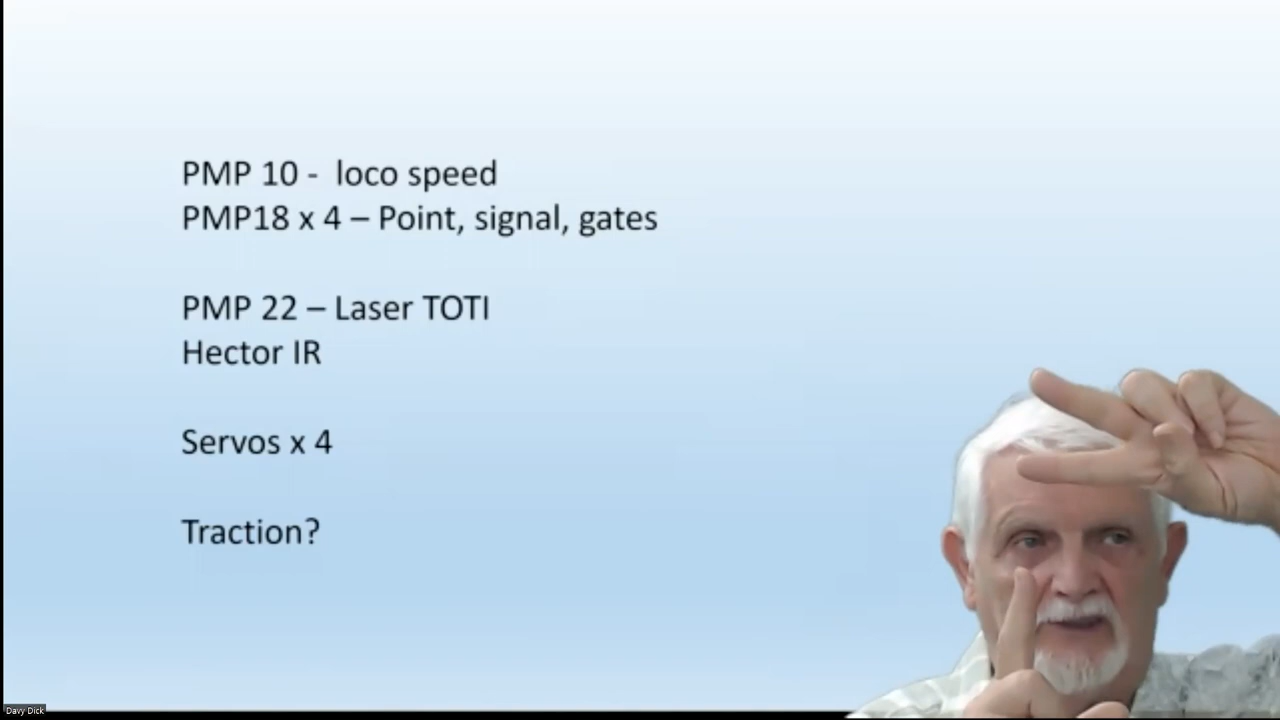 PMP 10 -  loco speed
PMP18 x 4 – Point, signal, gates
PMP 22 – Laser TOTI
Hector IR
Servos x 4
Traction?
Davy Dick